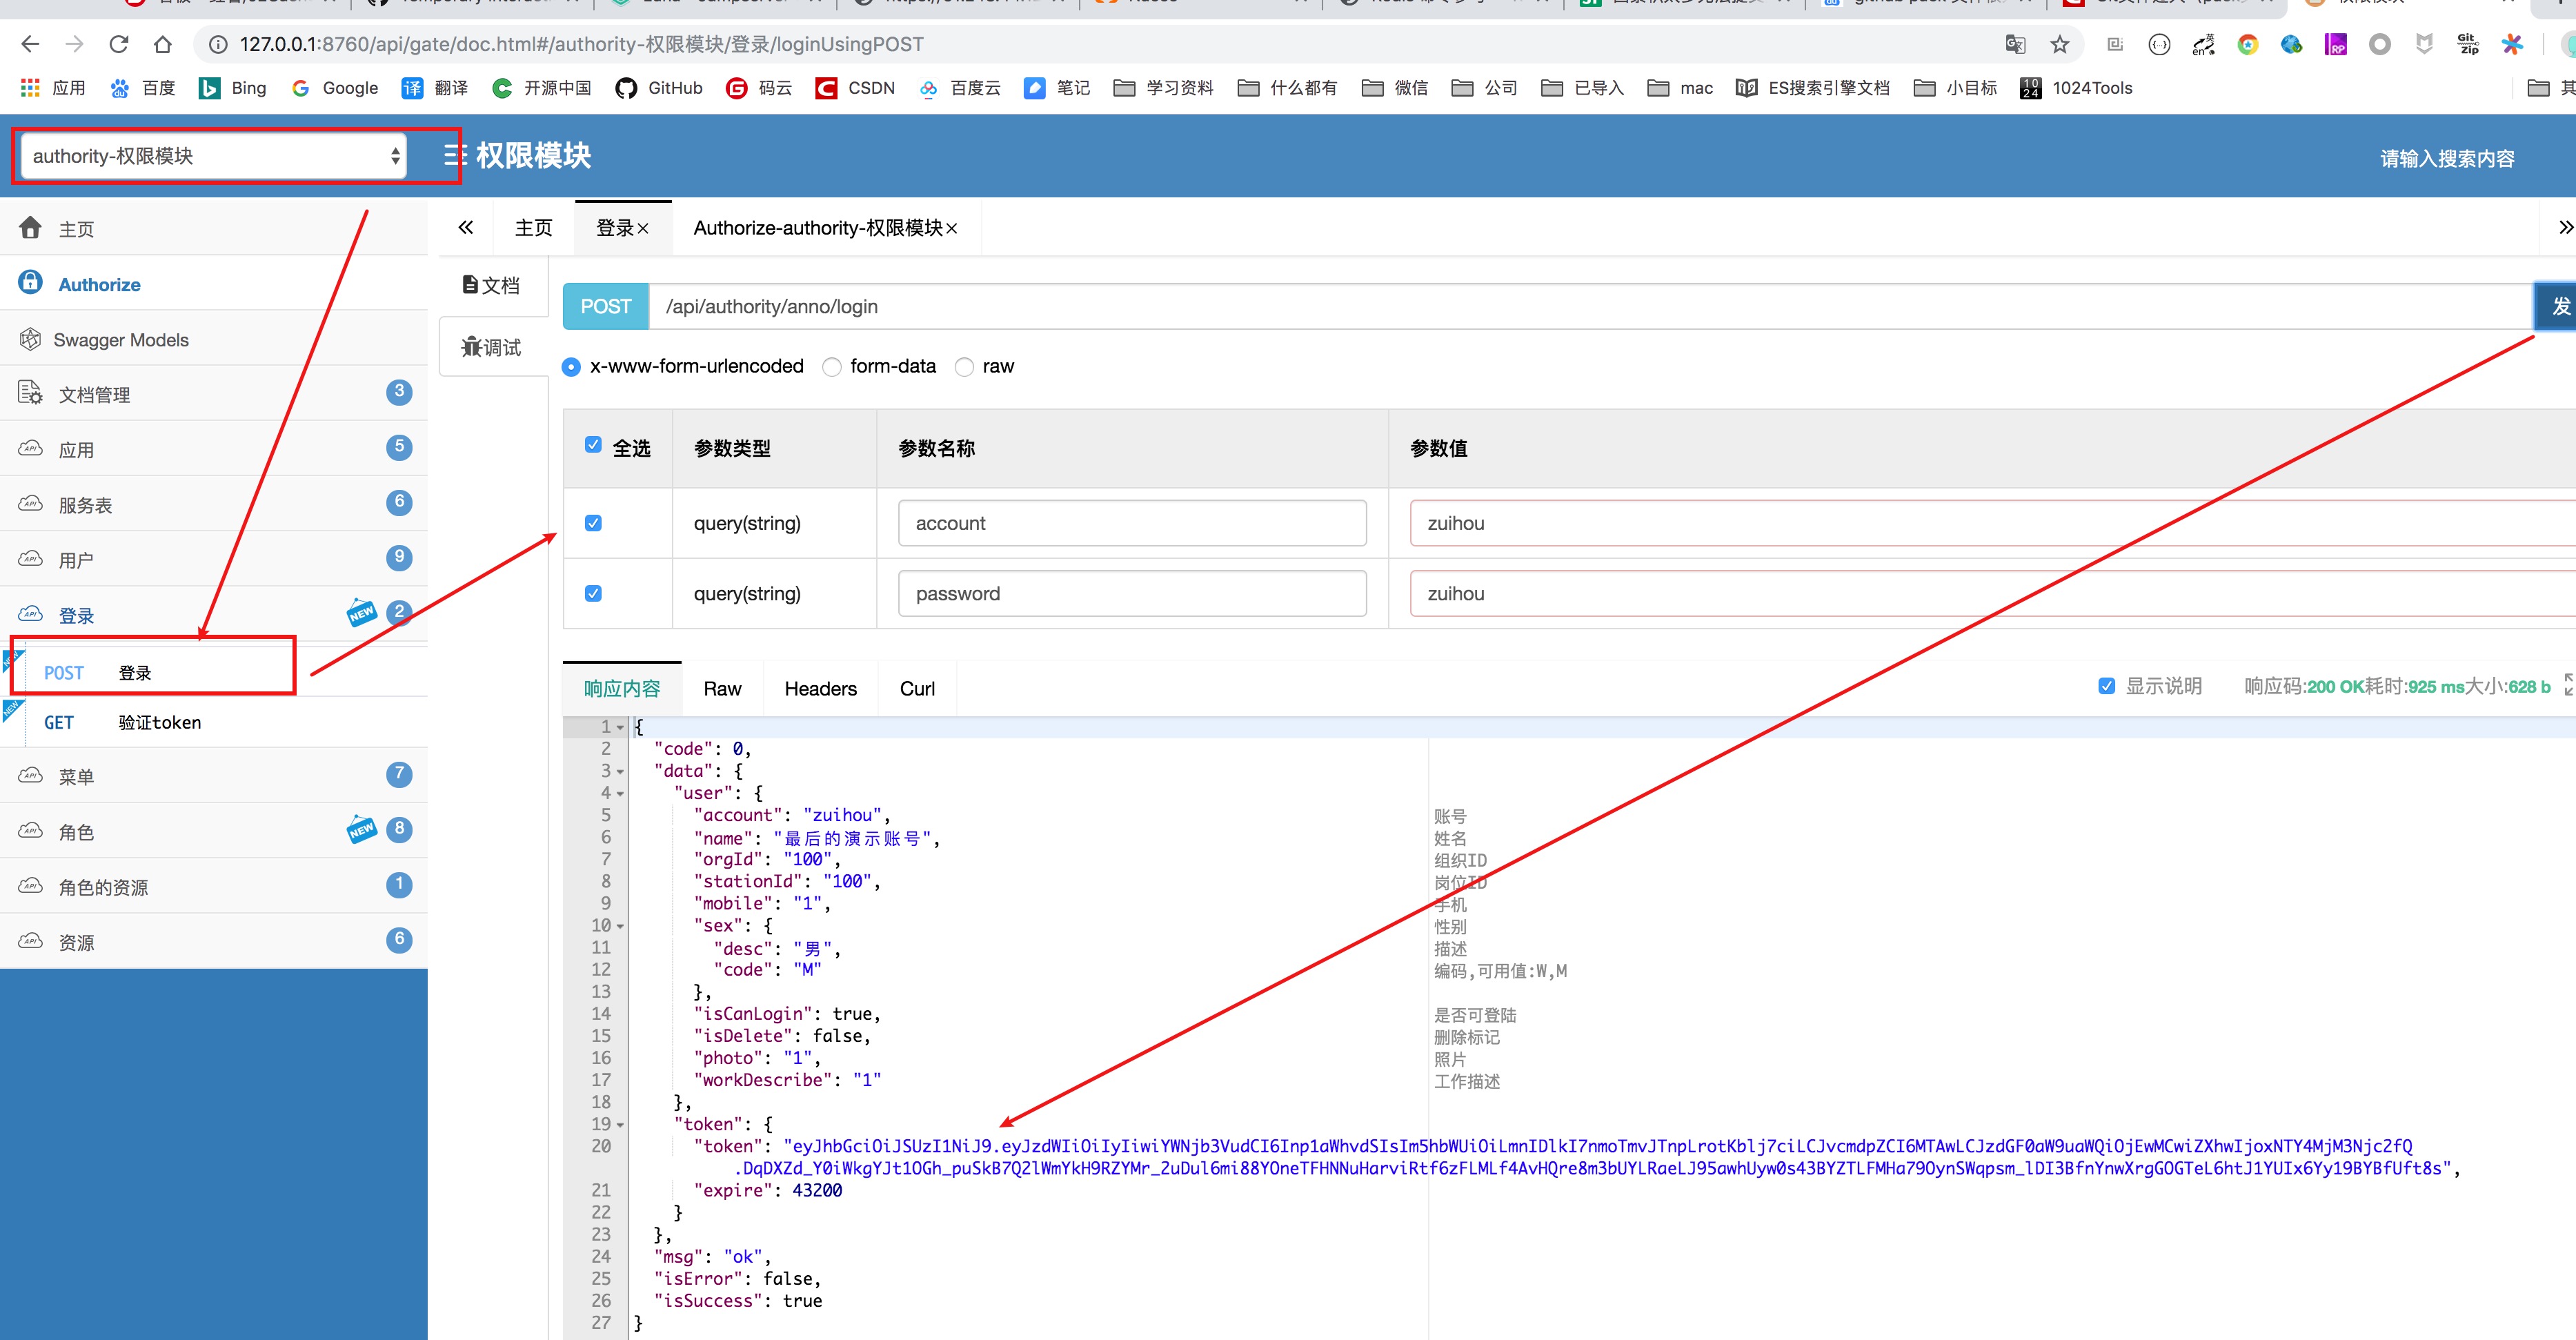 127.0.0.1:8760/api/gate/doc.html#/authority-权限模块/登录/loginUsingPOST
应用 百度 Bing Google 翻译 开源中国 GitHub 码云 CSDN 百度云 笔记 学习资料 什么都有 微信 公司 已导入 mac ES搜索引擎文档 小目标 1024Tools
authority-权限模块
权限模块
请输入搜索内容
主页
Authorize
Swagger Models
文档管理 3
应用 5
服务表 6
用户 9
登录 NEW 2
NEW POST 登录
NEW GET 验证token
菜单 7
角色 NEW 8
角色的资源 1
资源 6
主页 登录× Authorize-authority-权限模块×
文档
调试
POST /api/authority/anno/login 发
x-www-form-urlencoded form-data raw
全选 参数类型 参数名称 参数值
query(string) account zuihou
query(string) password zuihou
响应内容 Raw Headers Curl 显示说明 响应码:200 OK耗时:925 ms大小:628 b
1 {
2 "code": 0,
3 "data": {
4 "user": {
5 "account": "zuihou", 账号
6 "name": "最后的演示账号", 姓名
7 "orgId": "100", 组织ID
8 "stationId": "100", 岗位ID
9 "mobile": "1", 手机
10 "sex": { 性别
11 "desc": "男", 描述
12 "code": "M" 编码,可用值:W,M
13 },
14 "isCanLogin": true, 是否可登陆
15 "isDelete": false, 删除标记
16 "photo": "1", 照片
17 "workDescribe": "1" 工作描述
18 },
19 "token": {
20 "token": "eyJhbGciOiJSUzI1NiJ9.eyJzdWIiOiIyIiwiYWNjb3VudCI6Inp1aWhvdSIsIm5hbWUiOiLmnIDlkI7nmoTmvJTnpLrotKblj7ciLCJvcmdpZCI6MTAwLCJzdGF0aW9uaWQiOjEwMCwiZXhwIjoxNTY4MjM3Njc2fQ
.DqDXZd_Y0iWkgYJt1OGh_puSkB7Q2lWmYkH9RZYMr_2uDul6mi88YOneTFHNNuHarviRtf6zFLMLf4AvHQre8m3bUYLRaeLJ95awhUyw0s43BYZTLFMHa79OynSWqpsm_lDI3BfnYnwXrgGOGTeL6htJ1YUIx6Yy19BYBfUft8s",
21 "expire": 43200
22 }
23 },
24 "msg": "ok",
25 "isError": false,
26 "isSuccess": true
27 }